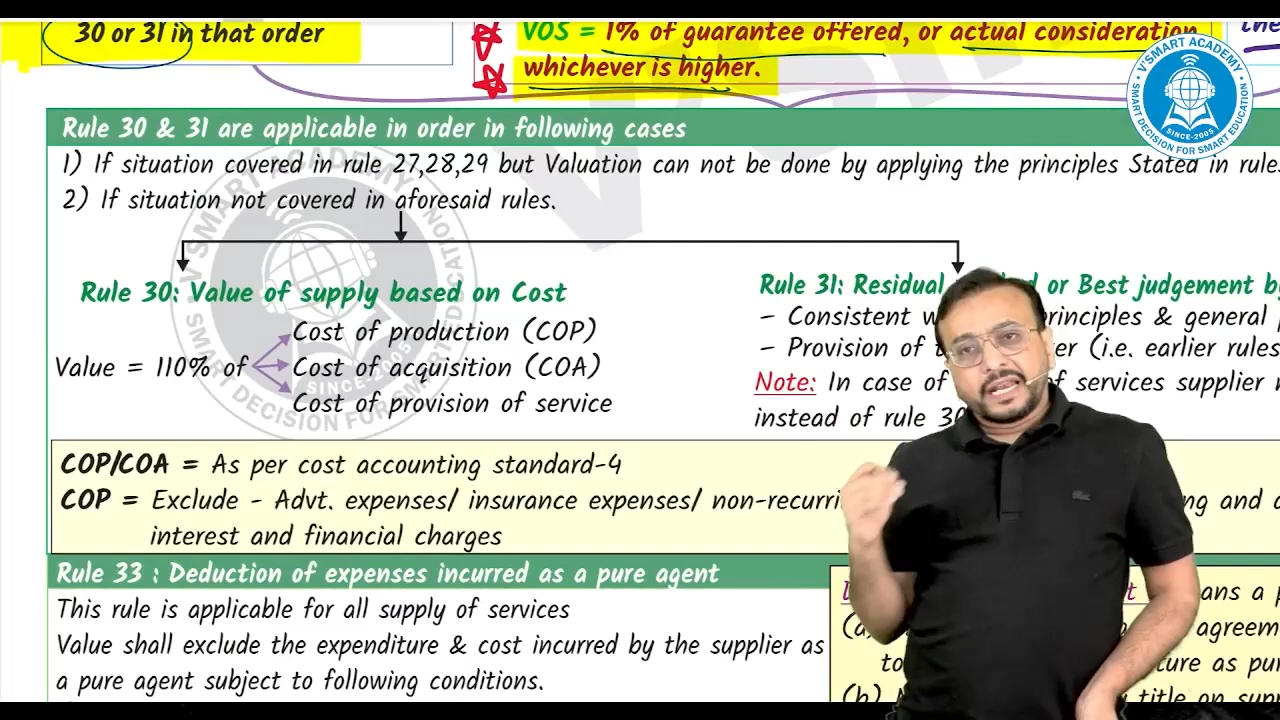 30 or 31 in that order
VOS = 1% of guarantee offered, or actual consideration
whichever is higher.
V'SMART ACADEMY
SMART DECISION FOR SMART EDUCATION
SINCE-2005
Rule 30 & 31 are applicable in order in following cases
1) If situation covered in rule 27,28,29 but Valuation can not be done by applying the principles Stated in rule
2) If situation not covered in aforesaid rules.
Rule 30: Value of supply based on Cost
Value = 110% of
Cost of production (COP)
Cost of acquisition (COA)
Cost of provision of service
Rule 31: Residual or Best judgement
– Consistent principles & general
– Provision of (i.e. earlier rules
Note: In case of of services supplier
instead of rule 30
COP/COA = As per cost accounting standard-4
COP = Exclude - Advt. expenses/ insurance expenses/ and
interest and financial charges
Rule 33 : Deduction of expenses incurred as a pure agent
This rule is applicable for all supply of services
Value shall exclude the expenditure & cost incurred by the supplier as
a pure agent subject to following conditions.
a
(a)
to as
(b) title on